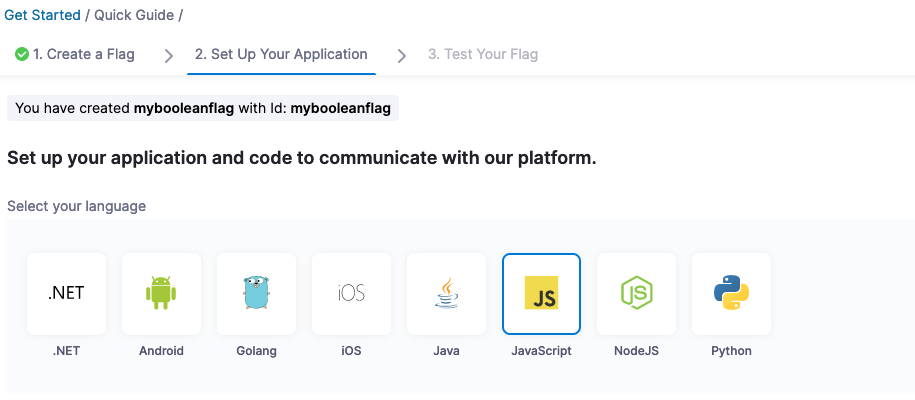 Get Started / Quick Guide /
1. Create a Flag > 2. Set Up Your Application > 3. Test Your Flag
You have created mybooleanflag with Id: mybooleanflag
Set up your application and code to communicate with our platform.
Select your language
.NET iOS JS JS
.NET Android Golang iOS Java JavaScript NodeJS Python